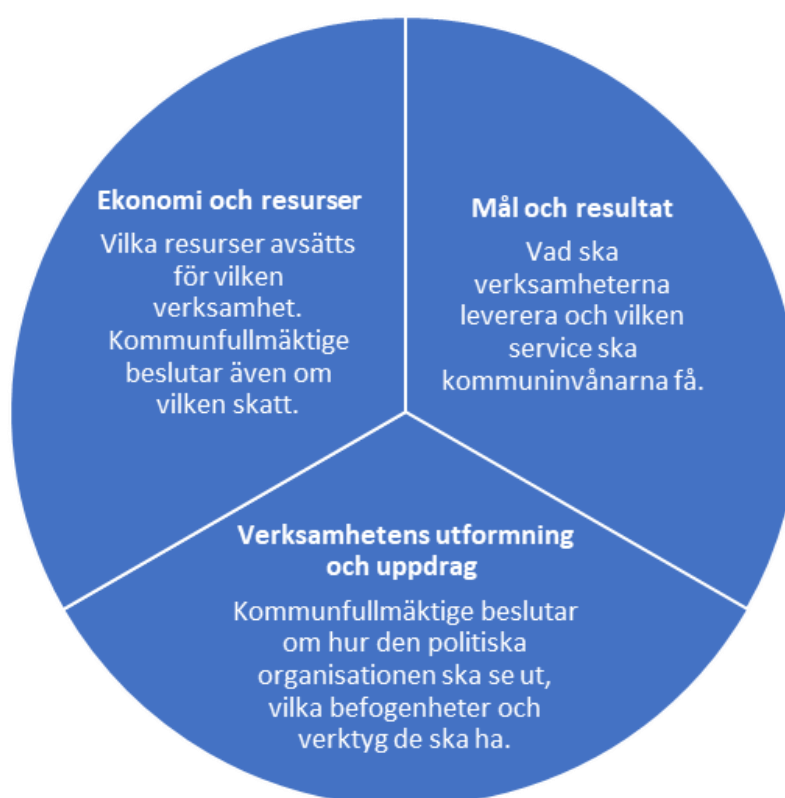 Ekonomi och resurser
Vilka resurser avsätts
för vilken
verksamhet.
Kommunfullmäktige
beslutar även om
vilken skatt.
Mål och resultat
Vad ska
verksamheterna
leverera och vilken
service ska
kommuninvånarna få.
Verksamhetens utformning
och uppdrag
Kommunfullmäktige beslutar
om hur den politiska
organisationen ska se ut,
vilka befogenheter och
verktyg de ska ha.